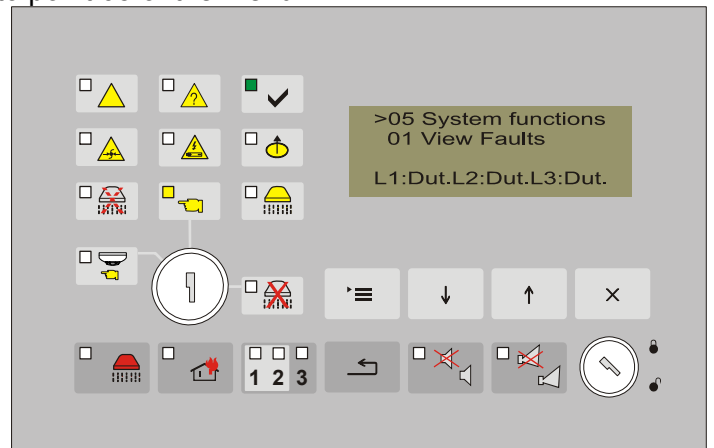 >05 System functions
01 View Faults
L1:Dut.L2:Dut.L3:Dut.
?
1 2 3